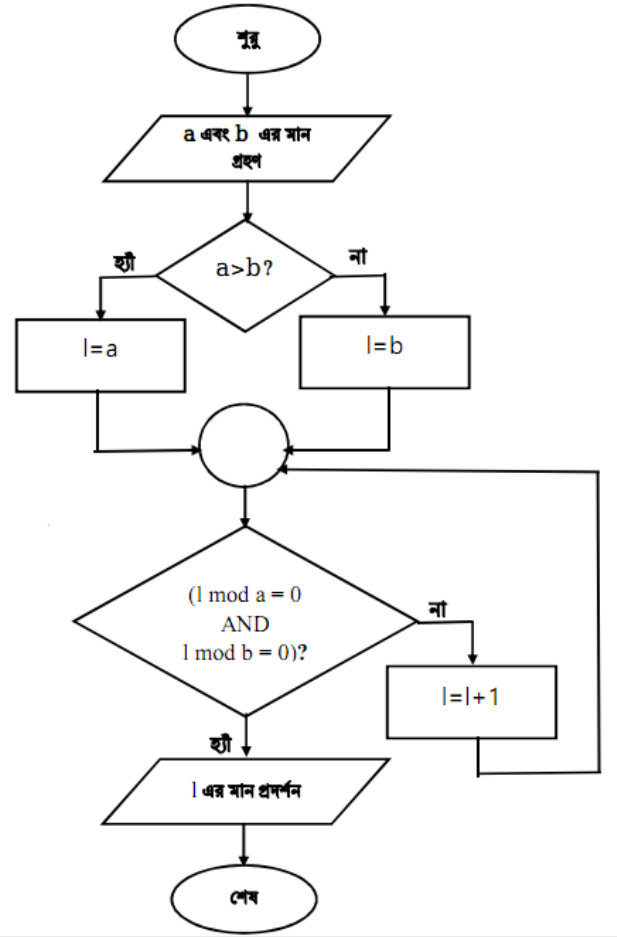 শুরু
a এবং b এর মান
গ্রহণ
a>b?
হ্যাঁ
না
l=a
l=b
(l mod a = 0
AND
l mod b = 0)?
না
l=l+1
হ্যাঁ
l এর মান প্রদর্শন
শেষ